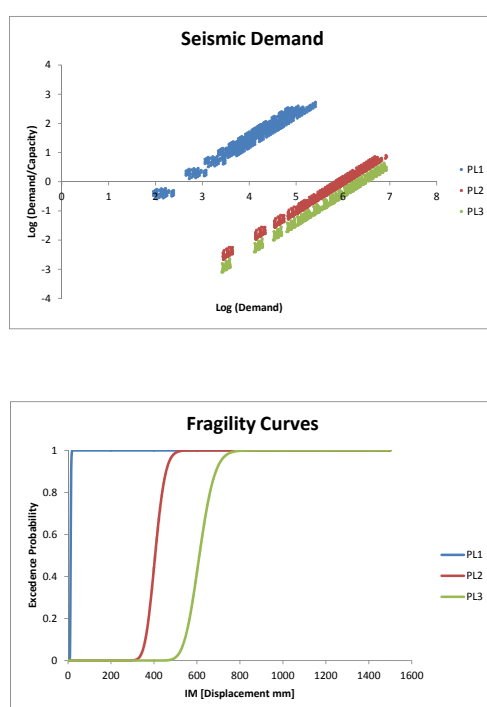 Seismic Demand
4
3
2
1
0
-1
-2
-3
-4
0 1 2 3 4 5 6 7 8
Log (Demand/Capacity)
Log (Demand)
PL1
PL2
PL3
Fragility Curves
1
0.8
0.6
0.4
0.2
0
0 200 400 600 800 1000 1200 1400 1600
Excedence Probability
IM [Displacement mm]
PL1
PL2
PL3